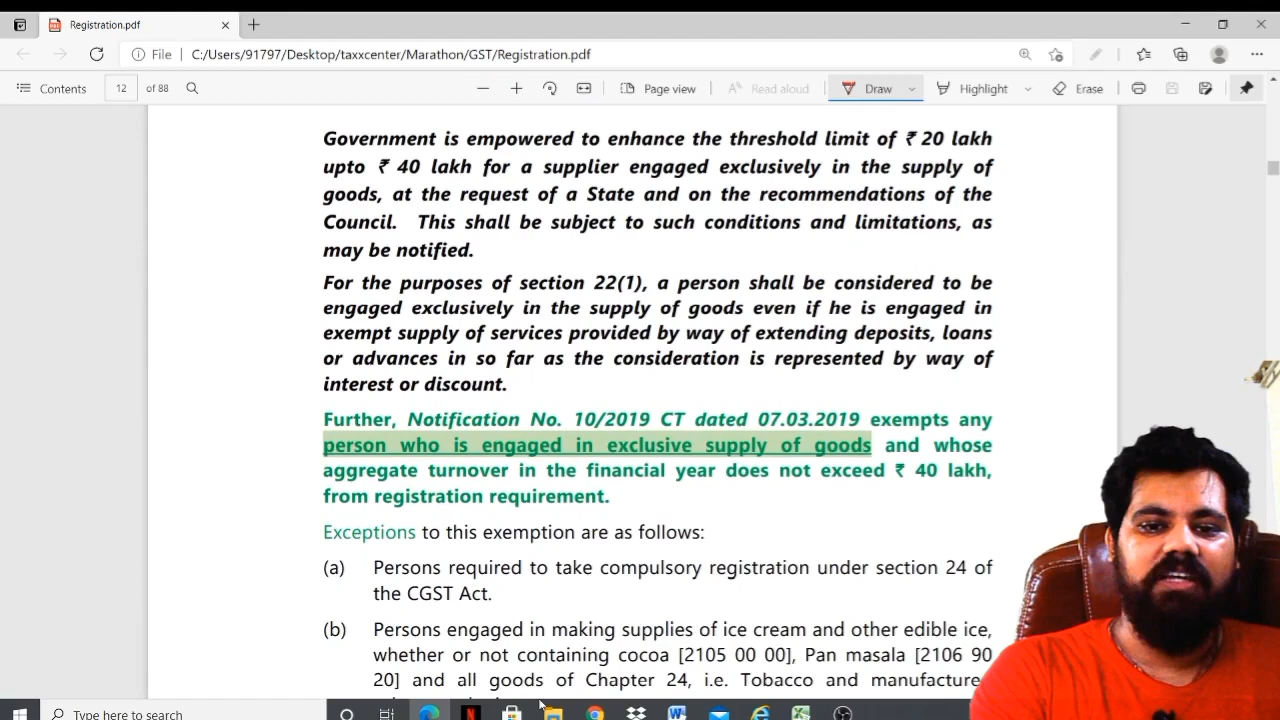 Registration.pdf
File C:/Users/91797/Desktop/taxxcenter/Marathon/GST/Registration.pdf
Contents 12 of 88 Page view Read aloud Draw Highlight Erase
Government is empowered to enhance the threshold limit of ₹ 20 lakh
upto ₹ 40 lakh for a supplier engaged exclusively in the supply of
goods, at the request of a State and on the recommendations of the
Council. This shall be subject to such conditions and limitations, as
may be notified.
For the purposes of section 22(1), a person shall be considered to be
engaged exclusively in the supply of goods even if he is engaged in
exempt supply of services provided by way of extending deposits, loans
or advances in so far as the consideration is represented by way of
interest or discount.
Further, Notification No. 10/2019 CT dated 07.03.2019 exempts any
person who is engaged in exclusive supply of goods and whose
aggregate turnover in the financial year does not exceed ₹ 40 lakh,
from registration requirement.
Exceptions to this exemption are as follows:
(a) Persons required to take compulsory registration under section 24 of
the CGST Act.
(b) Persons engaged in making supplies of ice cream and other edible ice,
whether or not containing cocoa [2105 00 00], Pan masala [2106 90
20] and all goods of Chapter 24, i.e. Tobacco and manufacture
Type here to search